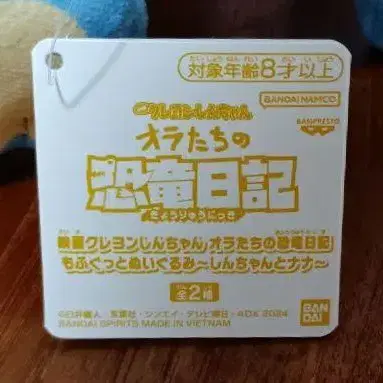 対象年齢8才以上
BANDAI NAMCO
BANPRESTO
クレヨンしんちゃん
オラたちの
恐竜日記
きょうりゅうにっき
映画クレヨンしんちゃん オラたちの恐竜日記
もふぐっとぬいぐるみ~しんちゃんとナナ~
全2種
©臼井儀人/双葉社・シンエイ・テレビ朝日・ADK 2024
BANDAI SPIRITS MADE IN VIETNAM
BAN
DAI